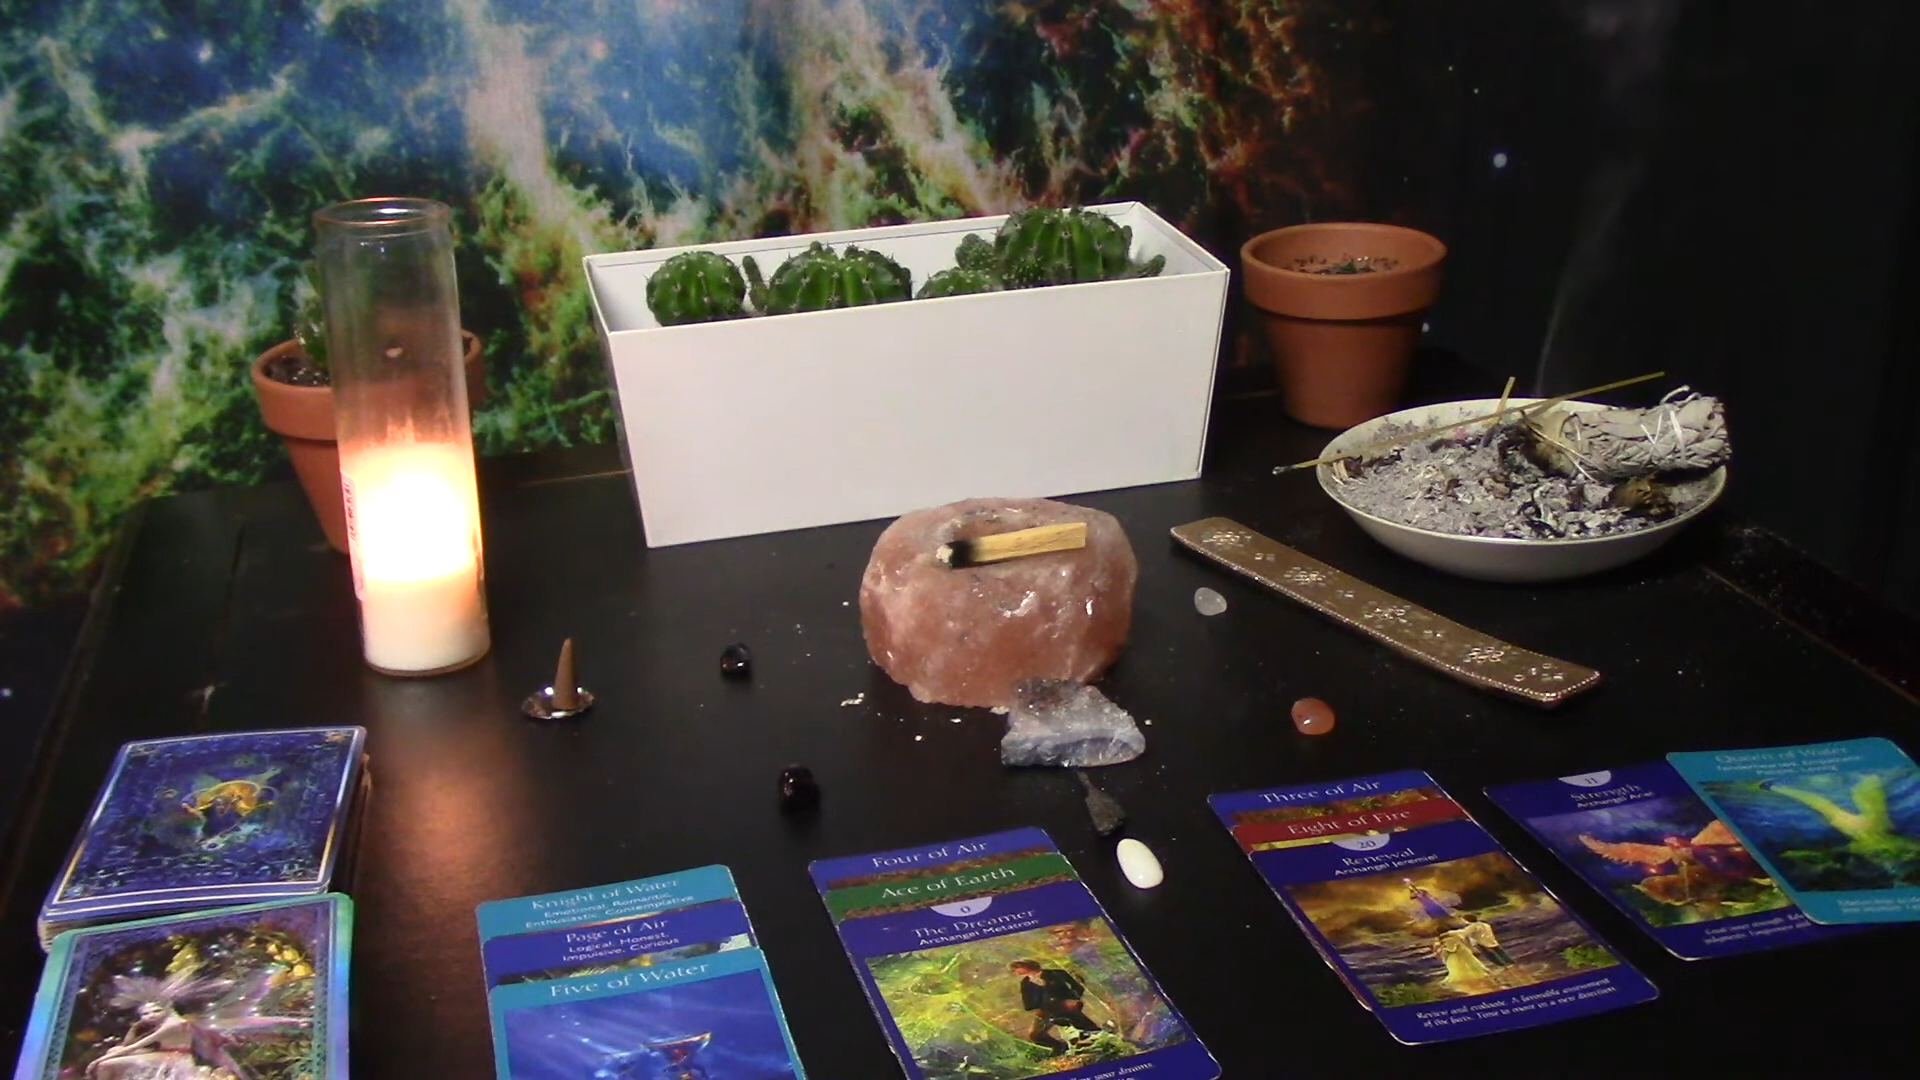 Knight of Water
Emotional. Romantic.
Enthusiastic. Contemplative
Page of Air
Logical. Honest.
Impulsive. Curious
Five of Water
Four of Air
Ace of Earth
0
The Dreamer
Archangel Metatron
your dreams.
Three of Air
Eight of Fire
20
Renewal
Archangel Jeremiel
Review and evaluate. A favorable assessment
of the facts. Time to move in a new direction.
11
Strength
Archangel Ariel
Queen of Water